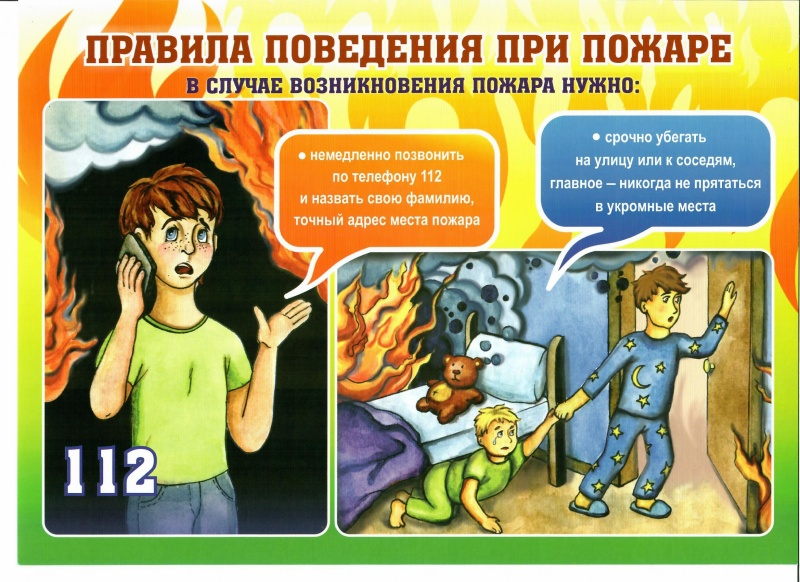 ПРАВИЛА ПОВЕДЕНИЯ ПРИ ПОЖАРЕ
В СЛУЧАЕ ВОЗНИКНОВЕНИЯ ПОЖАРА НУЖНО:
• немедленно позвонить
по телефону 112
и назвать свою фамилию,
точный адрес места пожара
• срочно убегать
на улицу или к соседям,
главное – никогда не прятаться
в укромные места
112